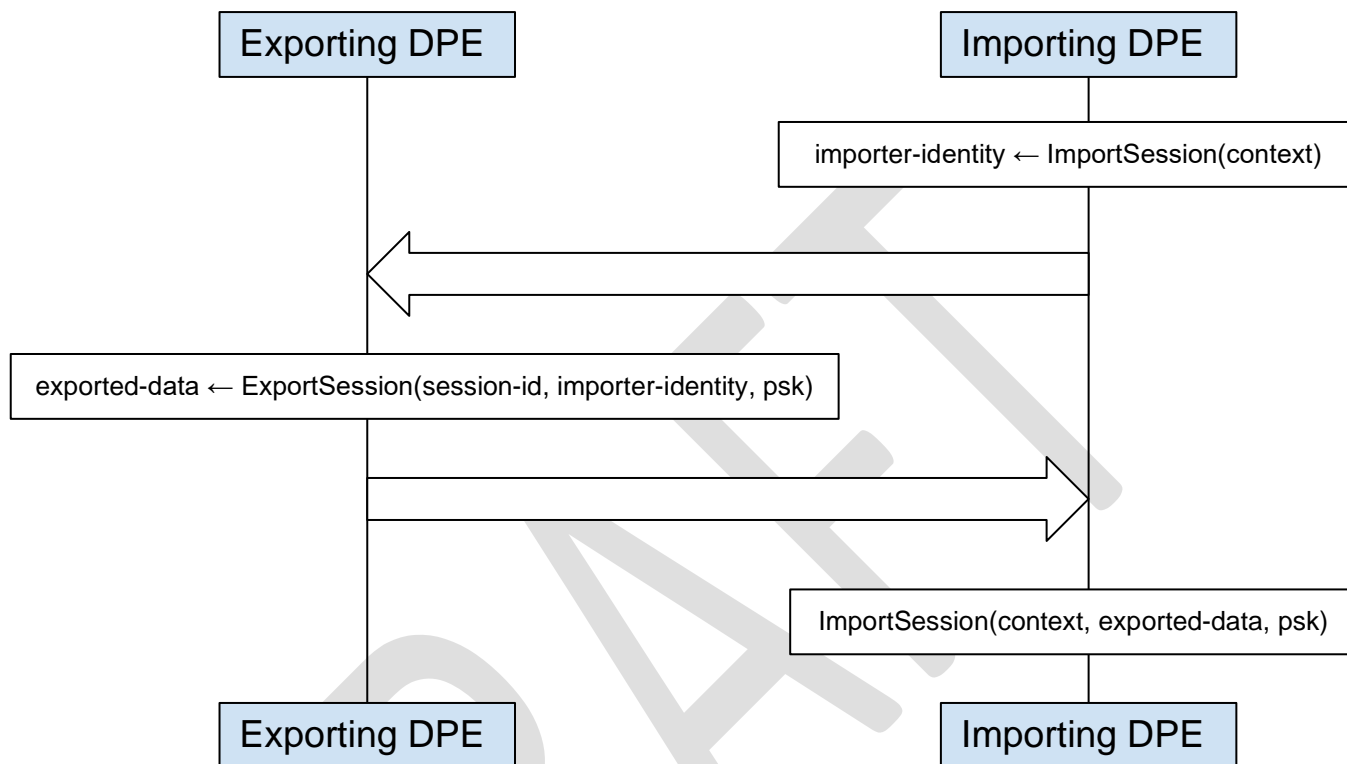 Exporting DPE
Importing DPE
importer-identity ← ImportSession(context)
exported-data ← ExportSession(session-id, importer-identity, psk)
ImportSession(context, exported-data, psk)
Exporting DPE
Importing DPE
DRAFT